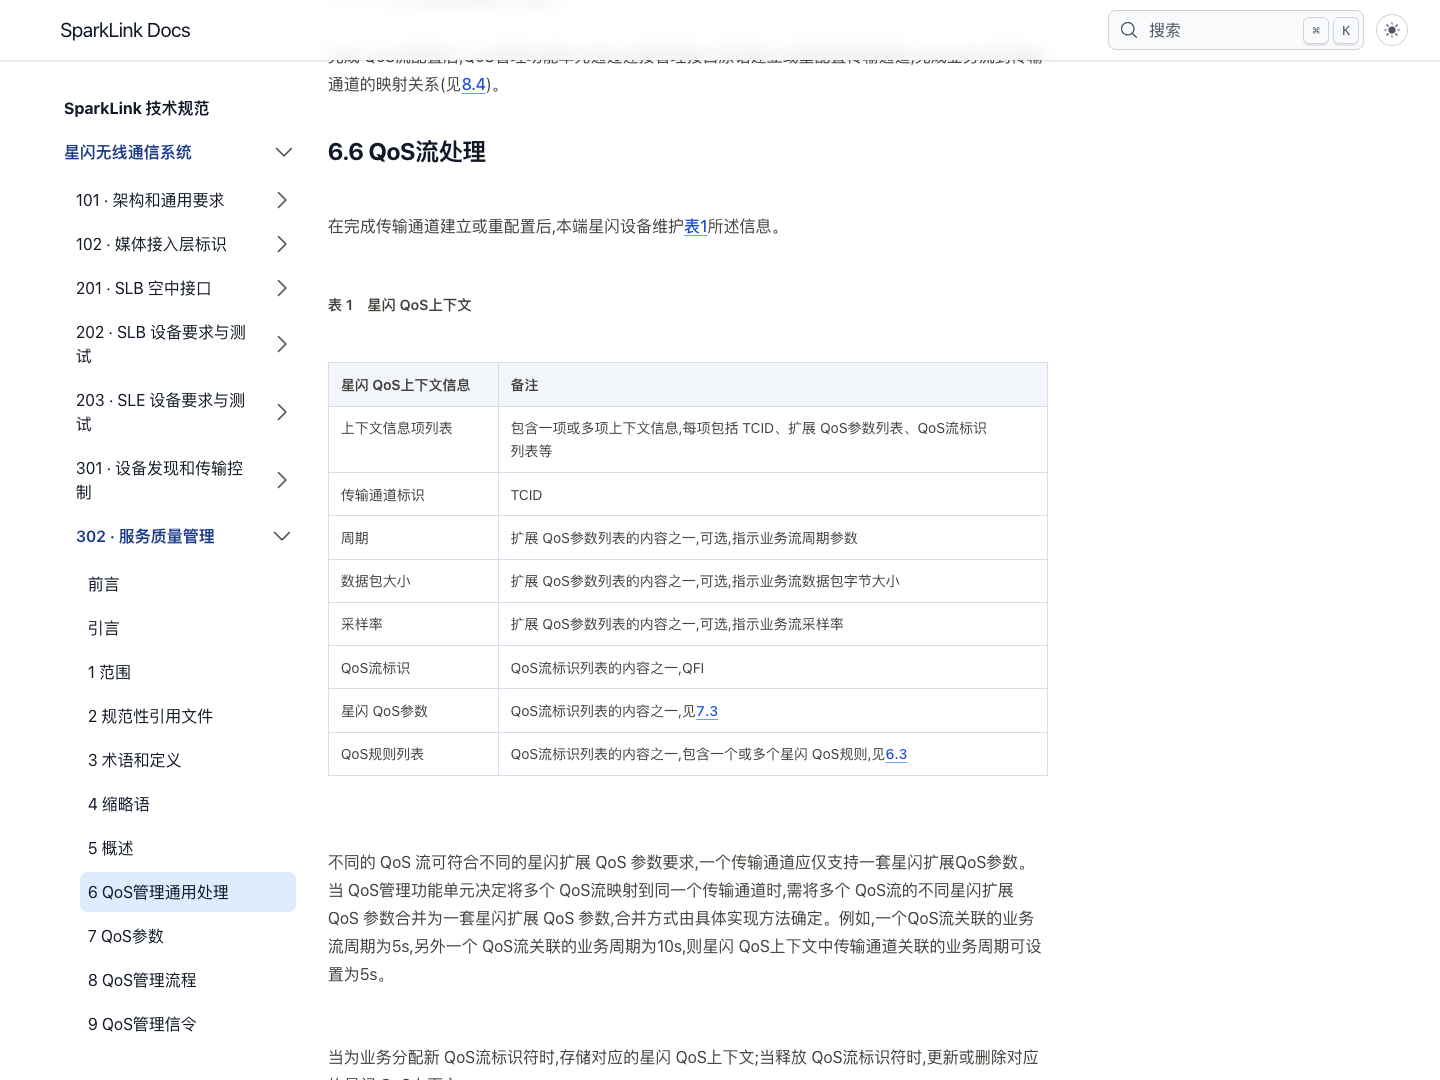 SparkLink Docs
搜索
⌘ K
SparkLink 技术规范
星闪无线通信系统
101 · 架构和通用要求
102 · 媒体接入层标识
201 · SLB 空中接口
202 · SLB 设备要求与测
试
203 · SLE 设备要求与测
试
301 · 设备发现和传输控
制
302 · 服务质量管理
前言
引言
1 范围
2 规范性引用文件
3 术语和定义
4 缩略语
5 概述
6 QoS管理通用处理
7 QoS参数
8 QoS管理流程
9 QoS管理信令
通道的映射关系(见8.4)。
6.6 QoS流处理
在完成传输通道建立或重配置后,本端星闪设备维护表1所述信息。
表 1　星闪 QoS上下文
星闪 QoS上下文信息 备注
上下文信息项列表 包含一项或多项上下文信息,每项包括 TCID、扩展 QoS参数列表、QoS流标识
列表等
传输通道标识 TCID
周期 扩展 QoS参数列表的内容之一,可选,指示业务流周期参数
数据包大小 扩展 QoS参数列表的内容之一,可选,指示业务流数据包字节大小
采样率 扩展 QoS参数列表的内容之一,可选,指示业务流采样率
QoS流标识 QoS流标识列表的内容之一,QFI
星闪 QoS参数 QoS流标识列表的内容之一,见7.3
QoS规则列表 QoS流标识列表的内容之一,包含一个或多个星闪 QoS规则,见6.3
不同的 QoS 流可符合不同的星闪扩展 QoS 参数要求,一个传输通道应仅支持一套星闪扩展QoS参数。
当 QoS管理功能单元决定将多个 QoS流映射到同一个传输通道时,需将多个 QoS流的不同星闪扩展
QoS 参数合并为一套星闪扩展 QoS 参数,合并方式由具体实现方法确定。例如,一个QoS流关联的业务
流周期为5s,另外一个 QoS流关联的业务周期为10s,则星闪 QoS上下文中传输通道关联的业务周期可设
置为5s。
当为业务分配新 QoS流标识符时,存储对应的星闪 QoS上下文;当释放 QoS流标识符时,更新或删除对应